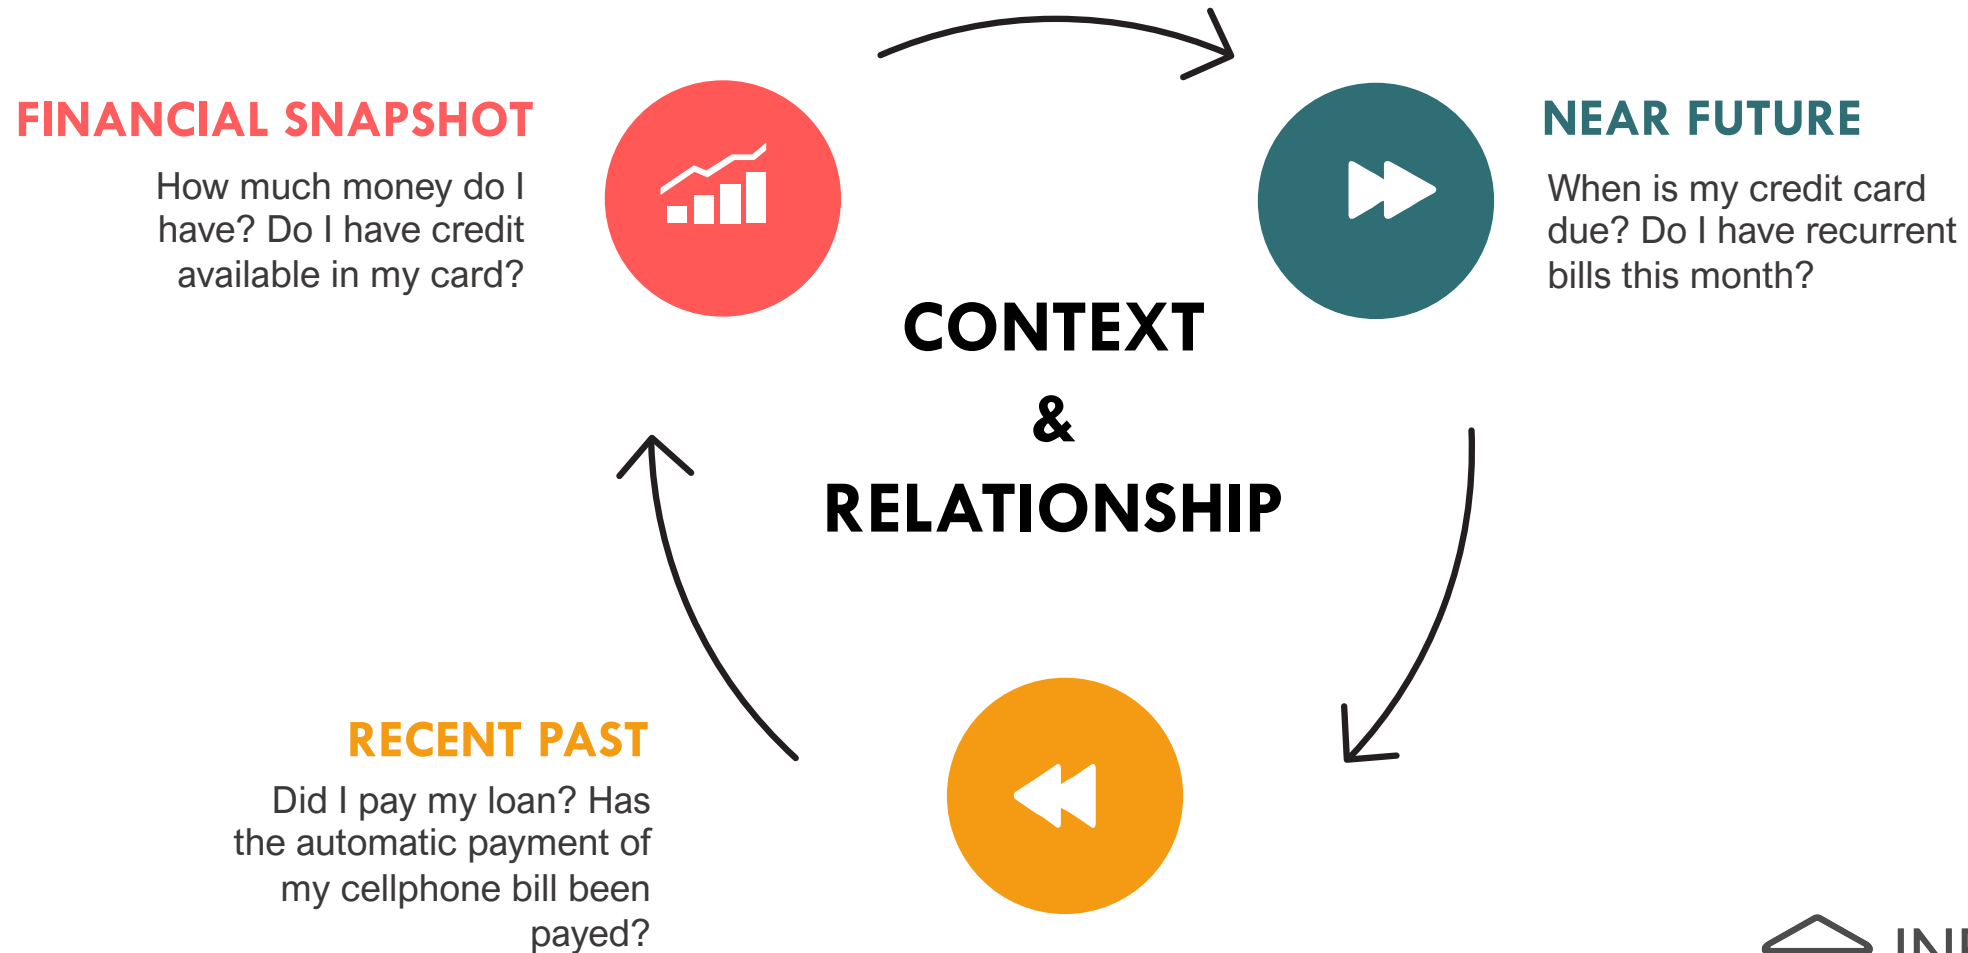 FINANCIAL SNAPSHOT
How much money do I
have? Do I have credit
available in my card?
NEAR FUTURE
When is my credit card
due? Do I have recurrent
bills this month?
CONTEXT
&
RELATIONSHIP
RECENT PAST
Did I pay my loan? Has
the automatic payment of
my cellphone bill been
payed?